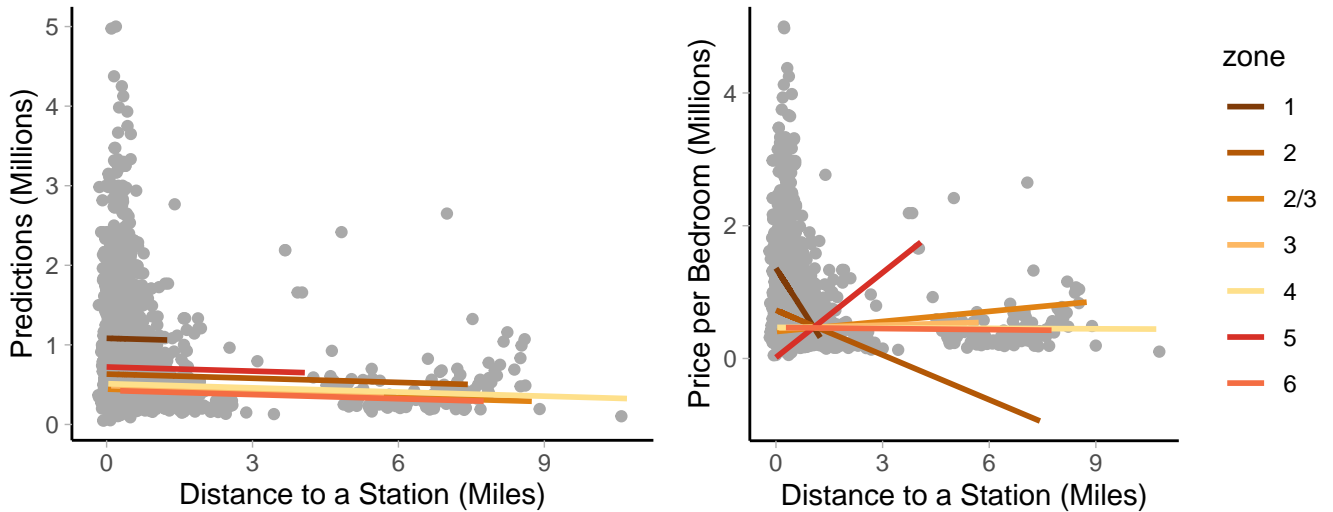 Predictions (Millions)
5
4
3
2
1
0
0 3 6 9
Distance to a Station (Miles)
Price per Bedroom (Millions)
4
2
0
0 3 6 9
Distance to a Station (Miles)
zone
1
2
2/3
3
4
5
6